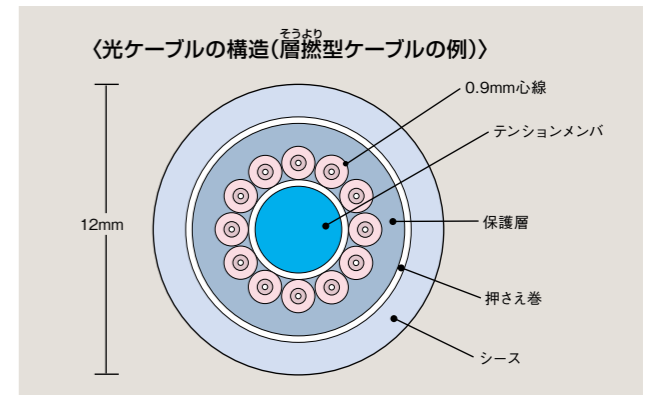 そうより
〈光ケーブルの構造(層撚型ケーブルの例)〉
0.9mm心線
テンションメンバ
12mm
保護層
押さえ巻
シース